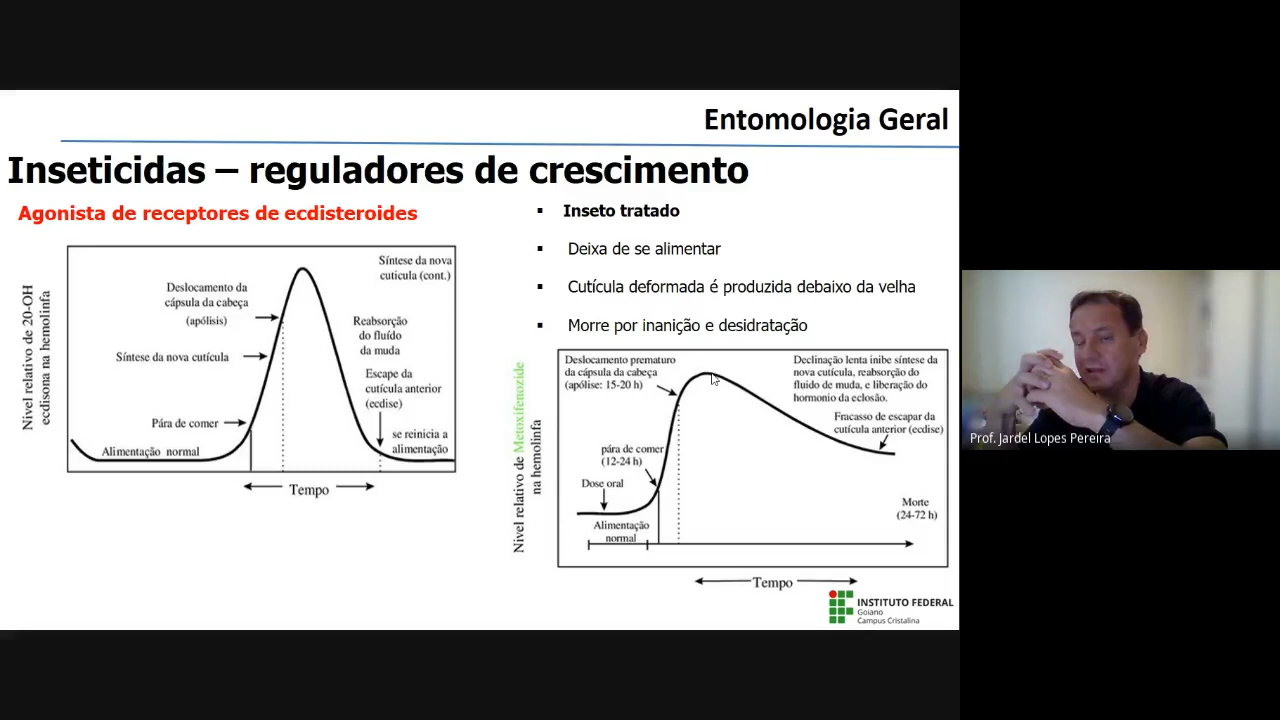 Entomologia Geral
Inseticidas – reguladores de crescimento
Agonista de receptores de ecdisteroides
Nivel relativo de 20-OH
ecdisona na hemolinfa
Síntese da nova
cuticula (cont.)
Deslocamento da
cápsula da cabeça
(apólisis)
Reabsorção
do fluído
da muda
Síntese da nova cutícula
Escape da
cutícula anterior
(ecdise)
Pára de comer
se reinicia a
alimentação
Alimentação normal
Tempo
▪ Inseto tratado
▪ Deixa de se alimentar
▪ Cutícula deformada é produzida debaixo da velha
▪ Morre por inanição e desidratação
Nivel relativo de Metoxifenozide
na hemolinfa
Deslocamento prematuro
da cápsula da cabeça
(apólise: 15-20 h)
Declinação lenta inibe síntese da
nova cutícula, reabsorção do
fluido de muda, e liberação do
hormonio da eclosão.
Fracasso de escapar da
cutícula anterior (ecdise)
pára de comer
(12-24 h)
Dose oral
Alimentação
normal
Morte
(24-72 h)
Tempo
INSTITUTO FEDERAL
Goiano
Campus Cristalina
Prof. Jardel Lopes Pereira